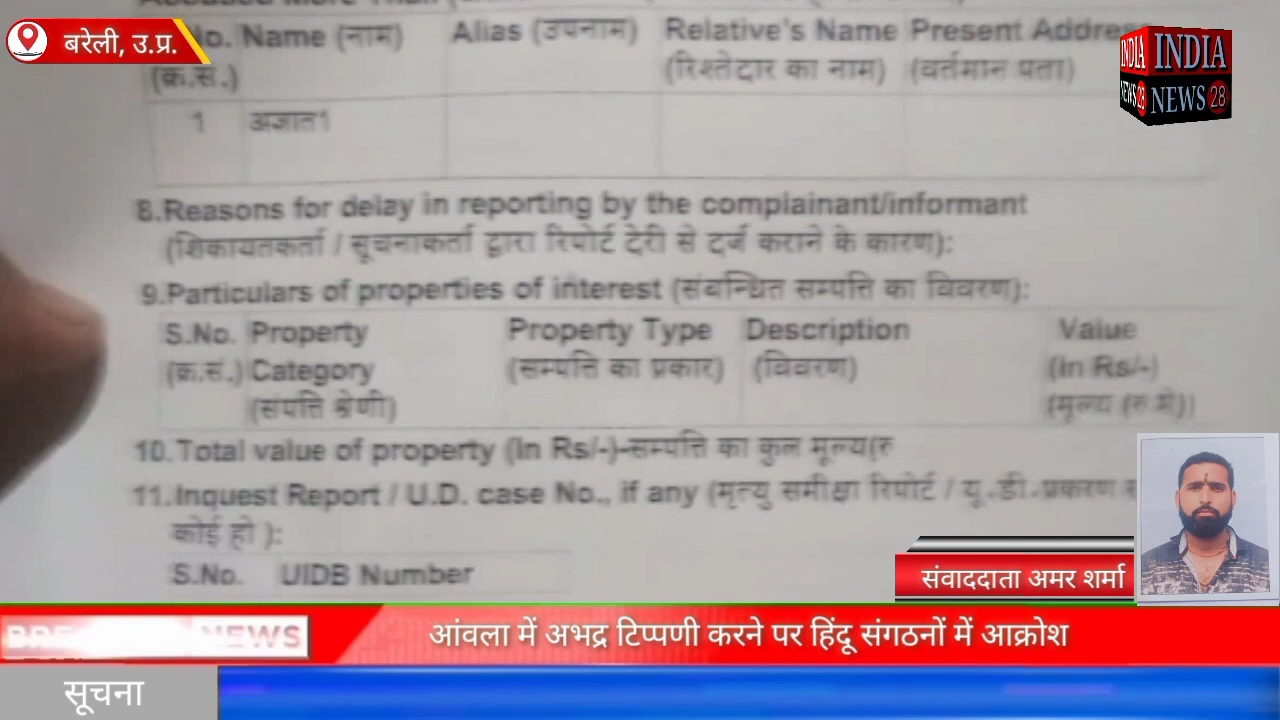 बरेली, उ.प्र.
No. Name (नाम) Alias (उपनाम) Relative's Name Present Address
(क्र.सं.) (रिश्तेदार का नाम) (वर्तमान पता)
1 अज्ञात1
8.Reasons for delay in reporting by the complainant/informant
(शिकायतकर्ता / सूचनाकर्ता द्वारा रिपोर्ट देरी से दर्ज कराने के कारण):
9.Particulars of properties of interest (संबन्धित सम्पत्ति का विवरण):
S.No. Property Property Type Description Value
(क्र.सं.) Category (सम्पत्ति का प्रकार) (विवरण) (In Rs/-)
(संपत्ति श्रेणी) (मूल्य (रु में))
10.Total value of property (In Rs/-)-सम्पत्ति का कुल मूल्य(रु
11.Inquest Report / U.D. case No., if any (मृत्यु समीक्षा रिपोर्ट / यू.डी.प्रकरण
कोई हो ):
S.No. UIDB Number
INDIA NEWS 28
INDIA NEWS 28
संवाददाता अमर शर्मा
NEWS
आंवला में अभद्र टिप्पणी करने पर हिंदू संगठनों में आक्रोश
सूचना